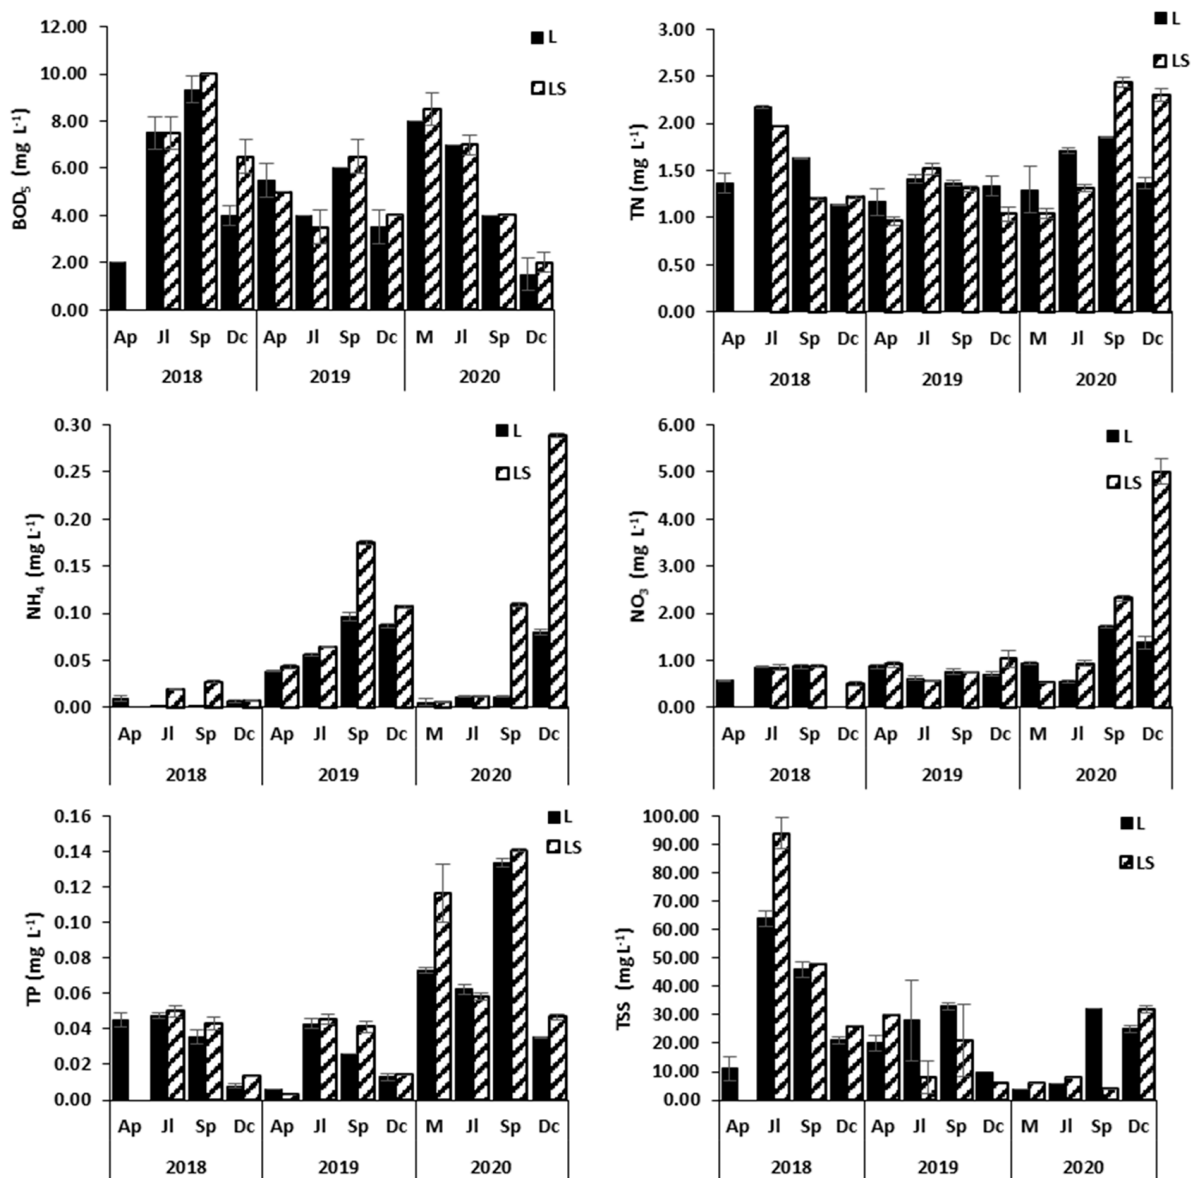 BOD5 (mg L-1)
12.00
10.00
8.00
6.00
4.00
2.00
0.00
L
LS
Ap Jl Sp Dc Ap Jl Sp Dc M Jl Sp Dc
2018 2019 2020
TN (mg L-1)
3.00
2.50
2.00
1.50
1.00
0.50
0.00
L
LS
Ap Jl Sp Dc Ap Jl Sp Dc M Jl Sp Dc
2018 2019 2020
NH4 (mg L-1)
0.30
0.25
0.20
0.15
0.10
0.05
0.00
L
LS
Ap Jl Sp Dc Ap Jl Sp Dc M Jl Sp Dc
2018 2019 2020
NO3 (mg L-1)
6.00
5.00
4.00
3.00
2.00
1.00
0.00
L
LS
Ap Jl Sp Dc Ap Jl Sp Dc M Jl Sp Dc
2018 2019 2020
TP (mg L-1)
0.16
0.14
0.12
0.10
0.08
0.06
0.04
0.02
0.00
L
LS
Ap Jl Sp Dc Ap Jl Sp Dc M Jl Sp Dc
2018 2019 2020
TSS (mg L-1)
100.00
90.00
80.00
70.00
60.00
50.00
40.00
30.00
20.00
10.00
0.00
L
LS
Ap Jl Sp Dc Ap Jl Sp Dc M Jl Sp Dc
2018 2019 2020